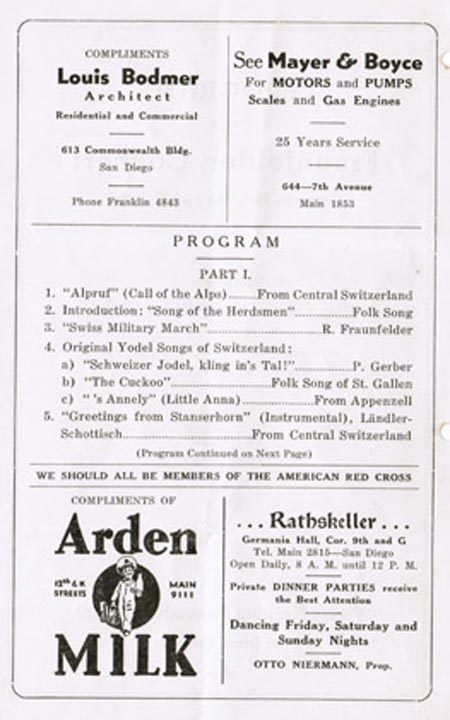 COMPLIMENTS
Louis Bodmer
Architect
Residential and Commercial
613 Commonwealth Bldg.
San Diego
Phone Franklin 4843
See Mayer & Boyce
For MOTORS and PUMPS
Scales and Gas Engines
25 Years Service
644—7th Avenue
Main 1853
PROGRAM
PART I.
1. "Alpruf" (Call of the Alps).......From Central Switzerland
2. Introduction: "Song of the Herdsmen"..............Folk Song
3. "Swiss Military March"............................R. Fraunfelder
4. Original Yodel Songs of Switzerland:
a) "Schweizer Jodel, kling in's Tal!"..............P. Gerber
b) "The Cuckoo"........................Folk Song of St. Gallen
c) " 's Annely" (Little Anna)..................From Appenzell
5. "Greetings from Stanserhorn" (Instrumental), Ländler-
Schottisch................................From Central Switzerland
(Program Continued on Next Page)
WE SHOULD ALL BE MEMBERS OF THE AMERICAN RED CROSS
COMPLIMENTS OF
Arden
12th & K
STREETS
MAIN
9111
MILK
...Rathskeller...
Germania Hall, Cor. 9th and G
Tel. Main 2815—San Diego
Open Daily, 8 A. M. until 12 P. M.
Private DINNER PARTIES receive
the Best Attention
Dancing Friday, Saturday and
Sunday Nights
OTTO NIERMANN, Prop.